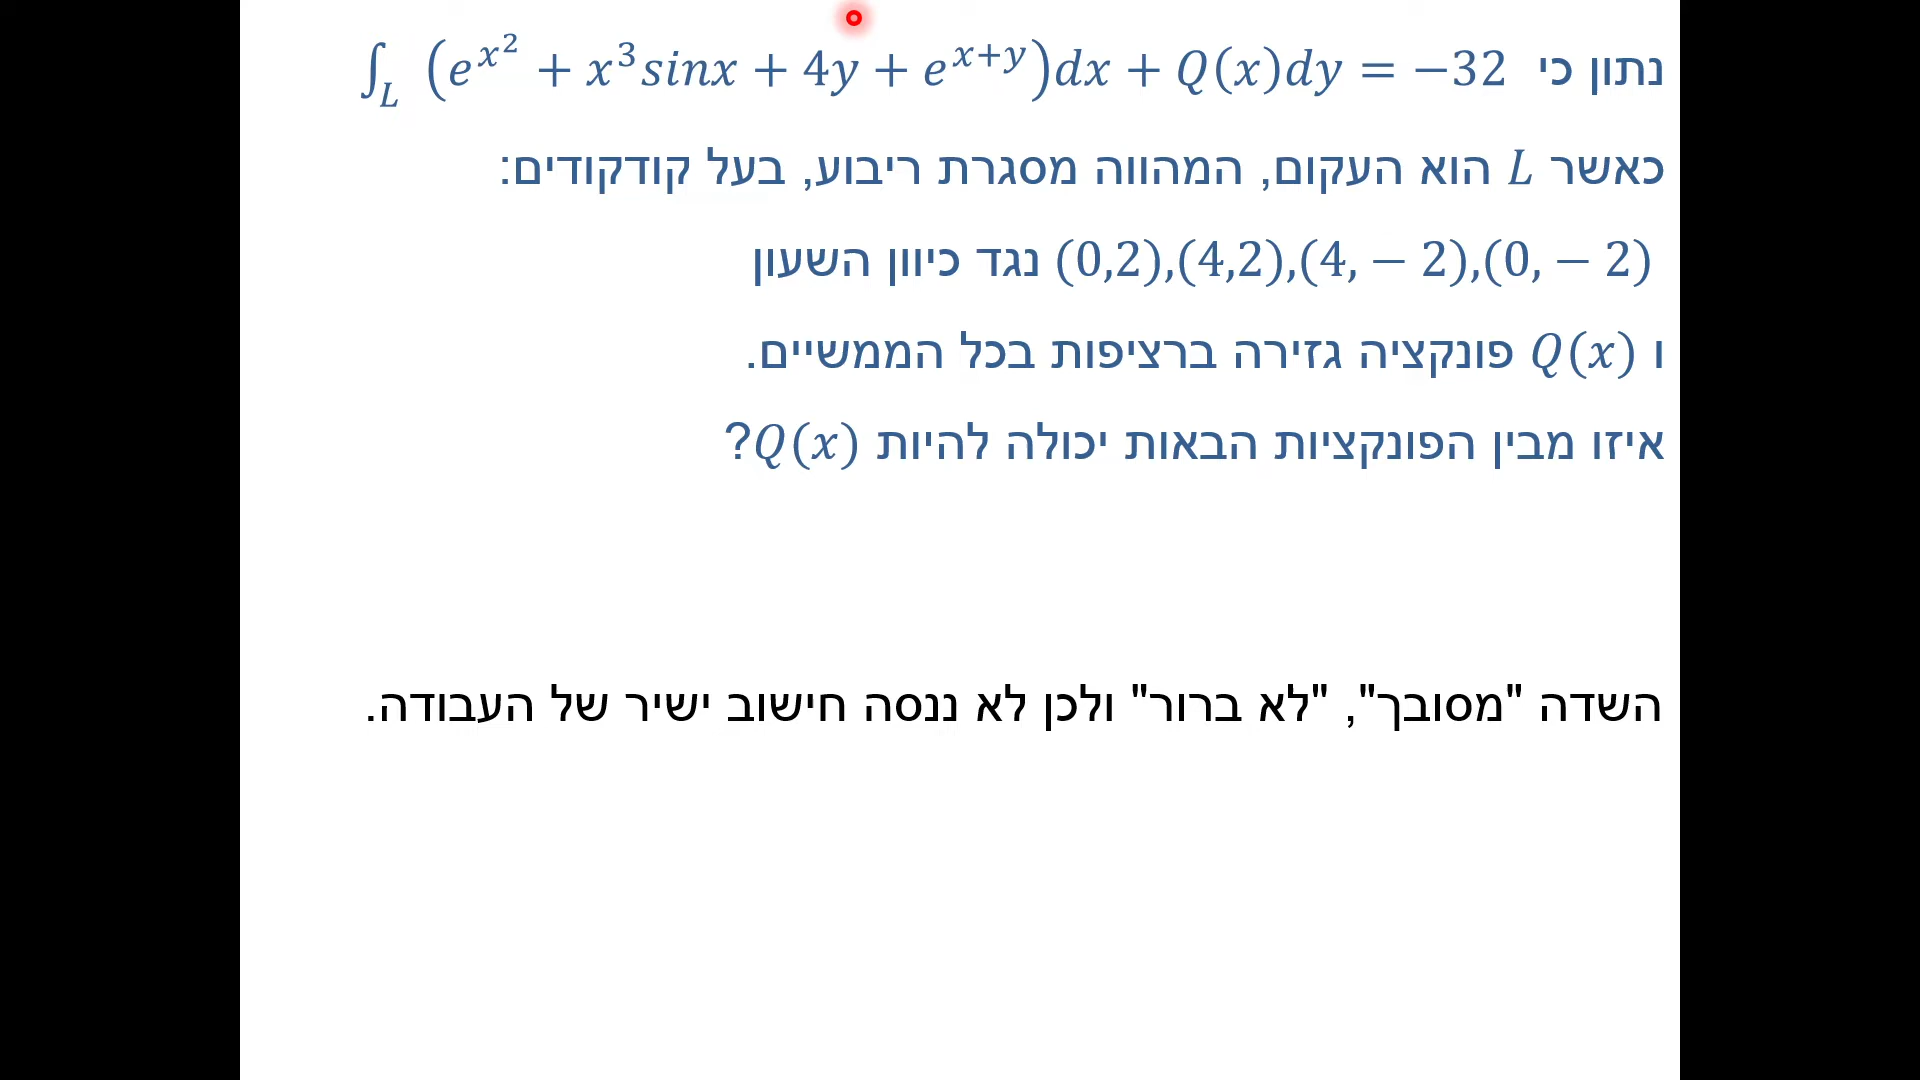 נתון כי ∫_L (e^{x^2} + x^3 sinx + 4y + e^{x+y})dx + Q(x)dy = −32
כאשר L הוא העקום, המהווה מסגרת ריבוע, בעל קודקודים:
(0,2),(4,2),(4, − 2),(0, − 2) נגד כיוון השעון
ו Q(x) פונקציה גזירה ברציפות בכל הממשיים.
איזו מבין הפונקציות הבאות יכולה להיות Q(x)?
השדה "מסובך", "לא ברור" ולכן לא ננסה חישוב ישיר של העבודה.